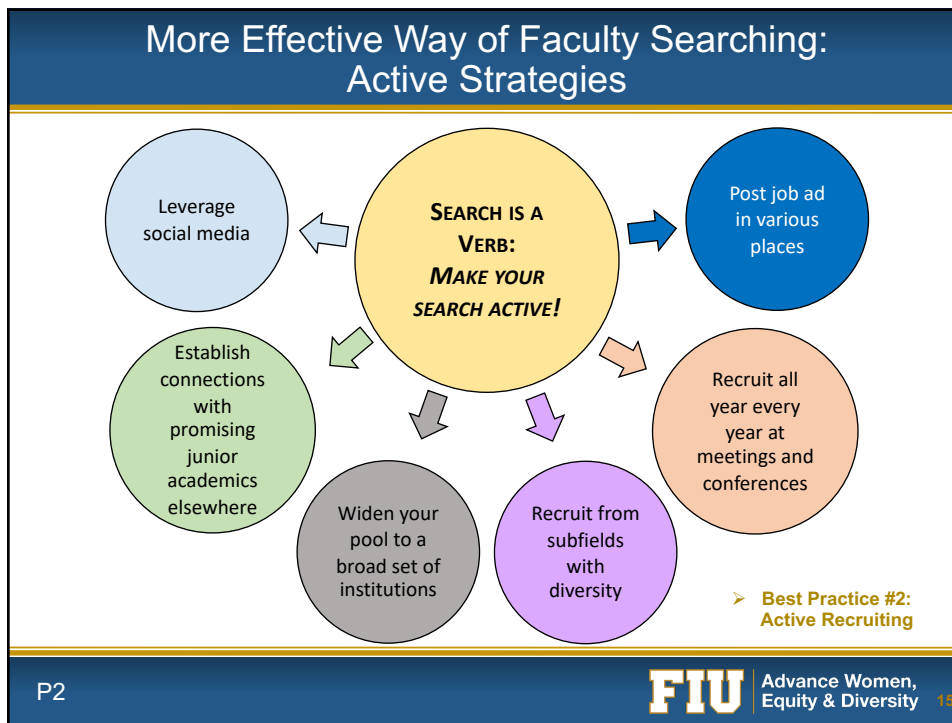 More Effective Way of Faculty Searching:
Active Strategies
Leverage
social media
SEARCH IS A
VERB:
MAKE YOUR
SEARCH ACTIVE!
Post job ad
in various
places
Establish
connections
with
promising
junior
academics
elsewhere
Recruit all
year every
year at
meetings and
conferences
Widen your
pool to a
broad set of
institutions
Recruit from
subfields
with
diversity
➢ Best Practice #2:
Active Recruiting
P2
FIU
Advance Women,
Equity & Diversity
15